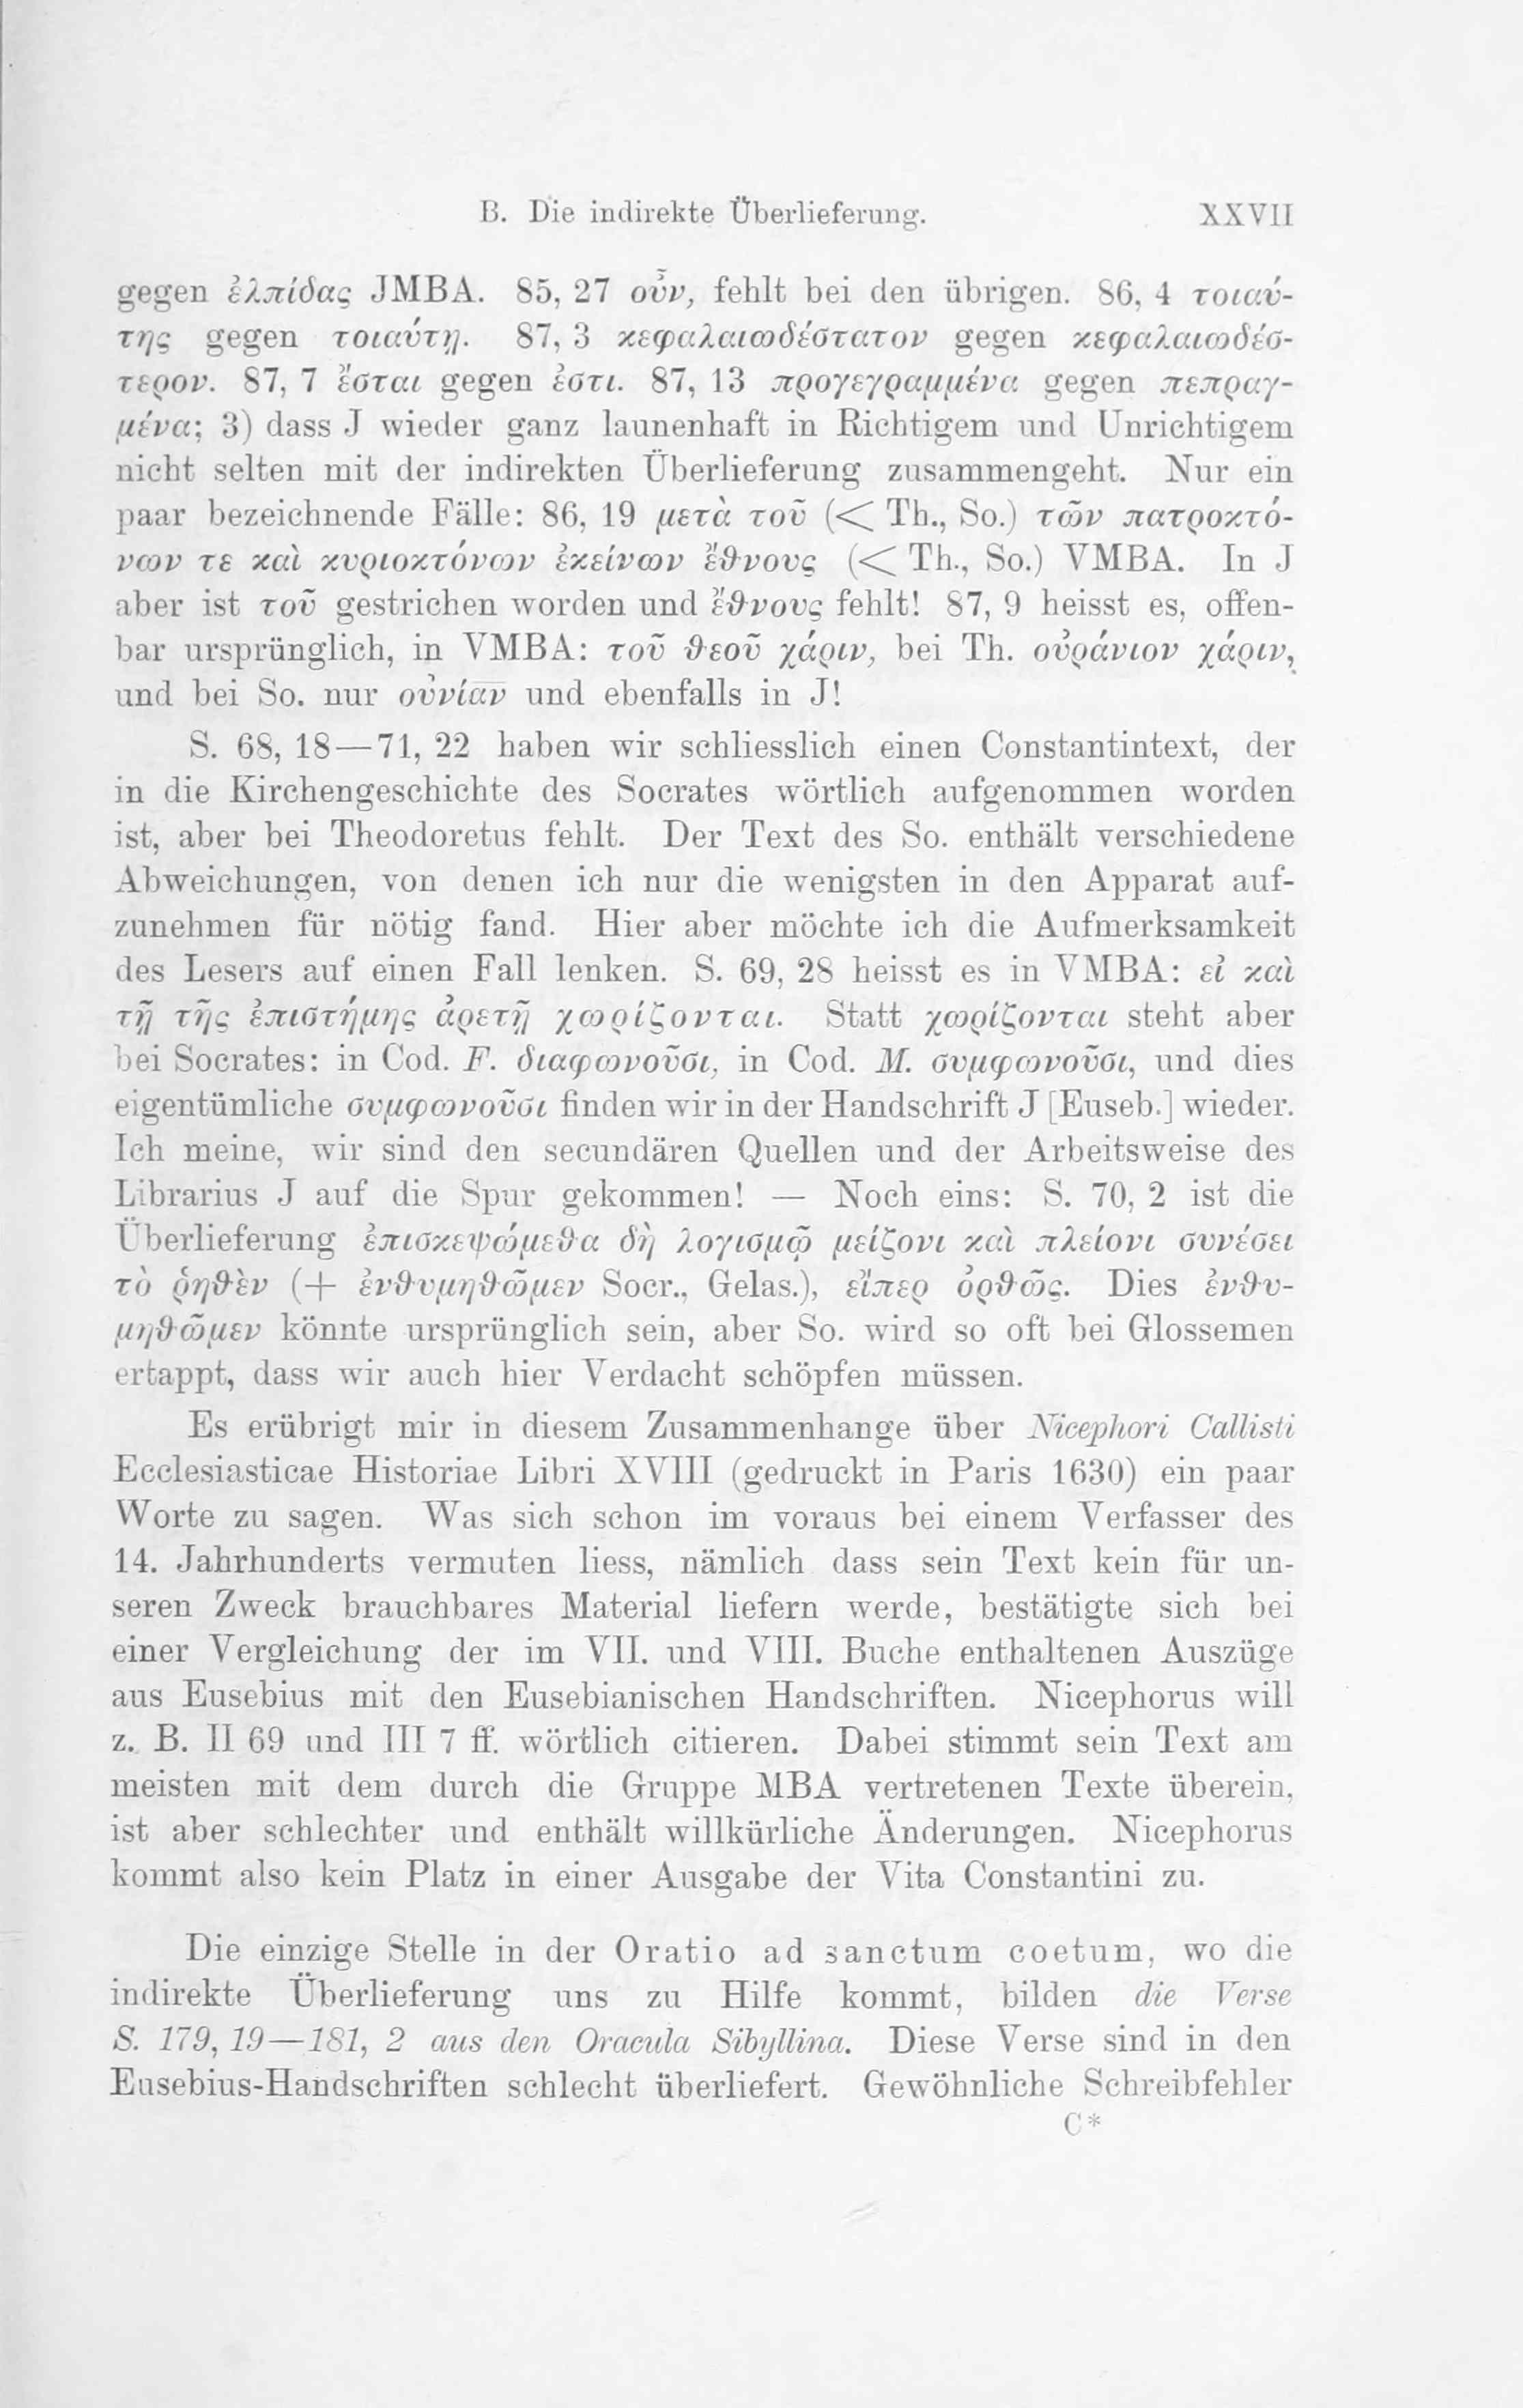 B. Die indirekte Überlieferung. XXVII
gegen ἐλπίδας JMBA. 85, 27 οὖν, fehlt bei den übrigen. 86, 4 τοιαύ-
της gegen τοιαύτῃ. 87, 3 κεφαλαιωδέστατον gegen κεφαλαιωδέσ-
τερον. 87, 7 ἔσται gegen ἐστι. 87, 13 προγεγραμμένα gegen πεπραγ-
μένα; 3) dass J wieder ganz launenhaft in Richtigem und Unrichtigem
nicht selten mit der indirekten Überlieferung zusammengeht. Nur ein
paar bezeichnende Fälle: 86, 19 μετὰ τοῦ (< Th., So.) τῶν πατροκτό-
νων τε καὶ κυριοκτόνων ἐκείνων ἔθνους (< Th., So.) VMBA. In J
aber ist τοῦ gestrichen worden und ἔθνους fehlt! 87, 9 heisst es, offen-
bar ursprünglich, in VMBA: τοῦ θεοῦ χάριν, bei Th. οὐράνιον χάριν,
und bei So. nur οὐνίαν und ebenfalls in J!
S. 68, 18—71, 22 haben wir schliesslich einen Constantintext, der
in die Kirchengeschichte des Socrates wörtlich aufgenommen worden
ist, aber bei Theodoretus fehlt. Der Text des So. enthält verschiedene
Abweichungen, von denen ich nur die wenigsten in den Apparat auf-
zunehmen für nötig fand. Hier aber möchte ich die Aufmerksamkeit
des Lesers auf einen Fall lenken. S. 69, 28 heisst es in VMBA: εἰ καὶ
τῇ τῆς ἐπιστήμης ἀρετῇ χωρίζονται. Statt χωρίζονται steht aber
bei Socrates: in Cod. F. διαφωνοῦσι, in Cod. M. συμφωνοῦσι, und dies
eigentümliche συμφωνοῦσι finden wir in der Handschrift J [Euseb.] wieder.
Ich meine, wir sind den secundären Quellen und der Arbeitsweise des
Librarius J auf die Spur gekommen! — Noch eins: S. 70, 2 ist die
Überlieferung ἐπισκεψώμεθα δὴ λογισμῷ μείζονι καὶ πλείονι συνέσει
τὸ ῥηθὲν (+ ἐνθυμηθῶμεν Socr., Gelas.), εἴπερ ὀρθῶς. Dies ἐνθυ-
μηθῶμεν könnte ursprünglich sein, aber So. wird so oft bei Glossemen
ertappt, dass wir auch hier Verdacht schöpfen müssen.
Es erübrigt mir in diesem Zusammenhange über Nicephori Callisti
Ecclesiasticae Historiae Libri XVIII (gedruckt in Paris 1630) ein paar
Worte zu sagen. Was sich schon im voraus bei einem Verfasser des
14. Jahrhunderts vermuten liess, nämlich dass sein Text kein für un-
seren Zweck brauchbares Material liefern werde, bestätigte sich bei
einer Vergleichung der im VII. und VIII. Buche enthaltenen Auszüge
aus Eusebius mit den Eusebianischen Handschriften. Nicephorus will
z. B. II 69 und III 7 ff. wörtlich citieren. Dabei stimmt sein Text am
meisten mit dem durch die Gruppe MBA vertretenen Texte überein,
ist aber schlechter und enthält willkürliche Änderungen. Nicephorus
kommt also kein Platz in einer Ausgabe der Vita Constantini zu.
Die einzige Stelle in der Oratio ad sanctum coetum, wo die
indirekte Überlieferung uns zu Hilfe kommt, bilden die Verse
S. 179, 19—181, 2 aus den Oracula Sibyllina. Diese Verse sind in den
Eusebius-Handschriften schlecht überliefert. Gewöhnliche Schreibfehler
C*